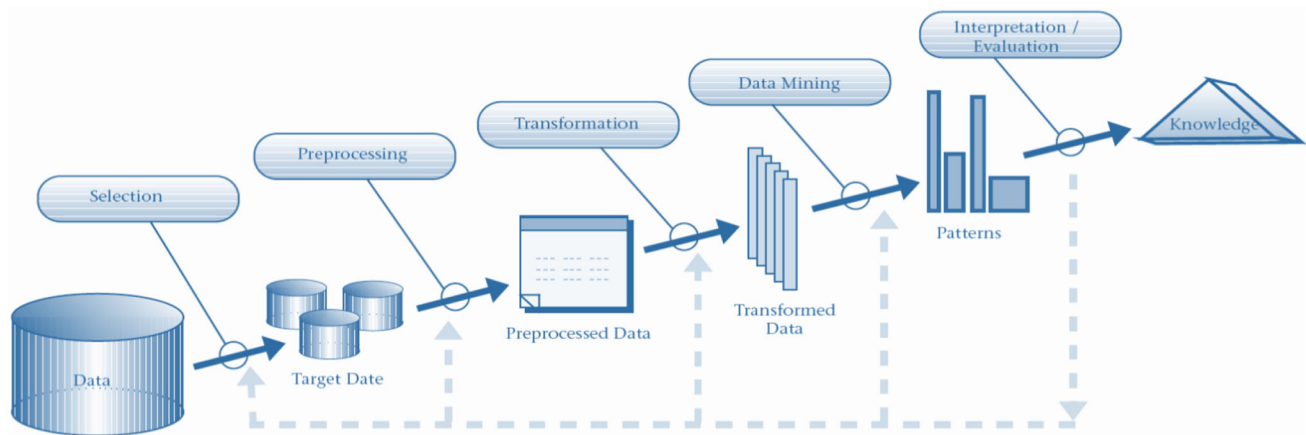 Interpretation /
Evaluation
Data Mining
Transformation
Preprocessing
Selection
Knowledge
Patterns
Transformed
Data
Preprocessed Data
Target Date
Data